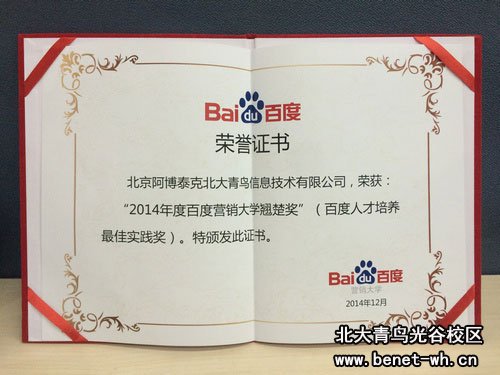 Bai du 百度
荣誉证书
北京阿博泰克北大青鸟信息技术有限公司，荣获：
“2014年度百度营销大学翘楚奖”（百度人才培养
最佳实践奖）。特颁发此证书。
Bai du 百度
营销大学
2014年12月
北大青鸟光谷校区
www.benet-wh.cn